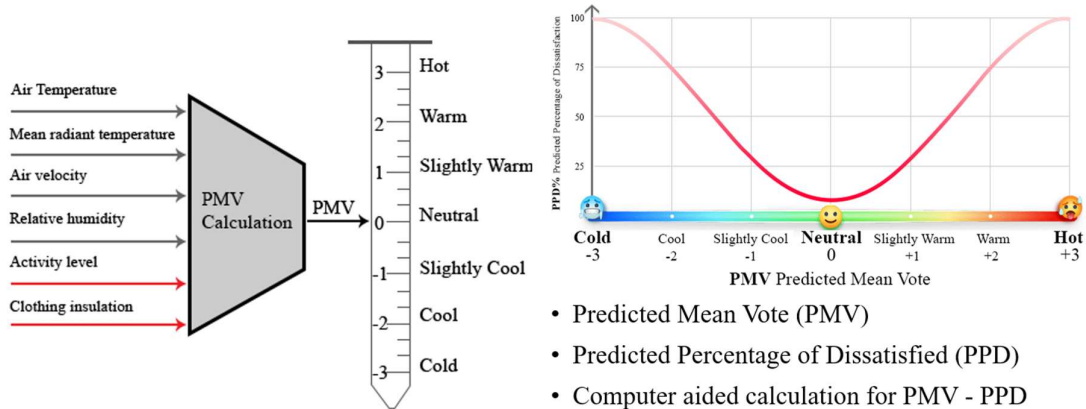 Air Temperature
Mean radiant temperature
Air velocity
Relative humidity
Activity level
Clothing insulation
PMV
Calculation
PMV
3 Hot
2 Warm
1 Slightly Warm
0 Neutral
-1 Slightly Cool
-2 Cool
-3 Cold
PPD% Predicted Percentage of Dissatisfaction
100
75
50
25
Cold Cool Slightly Cool Neutral Slightly Warm Warm Hot
-3 -2 -1 0 +1 +2 +3
PMV Predicted Mean Vote
• Predicted Mean Vote (PMV)
• Predicted Percentage of Dissatisfied (PPD)
• Computer aided calculation for PMV - PPD